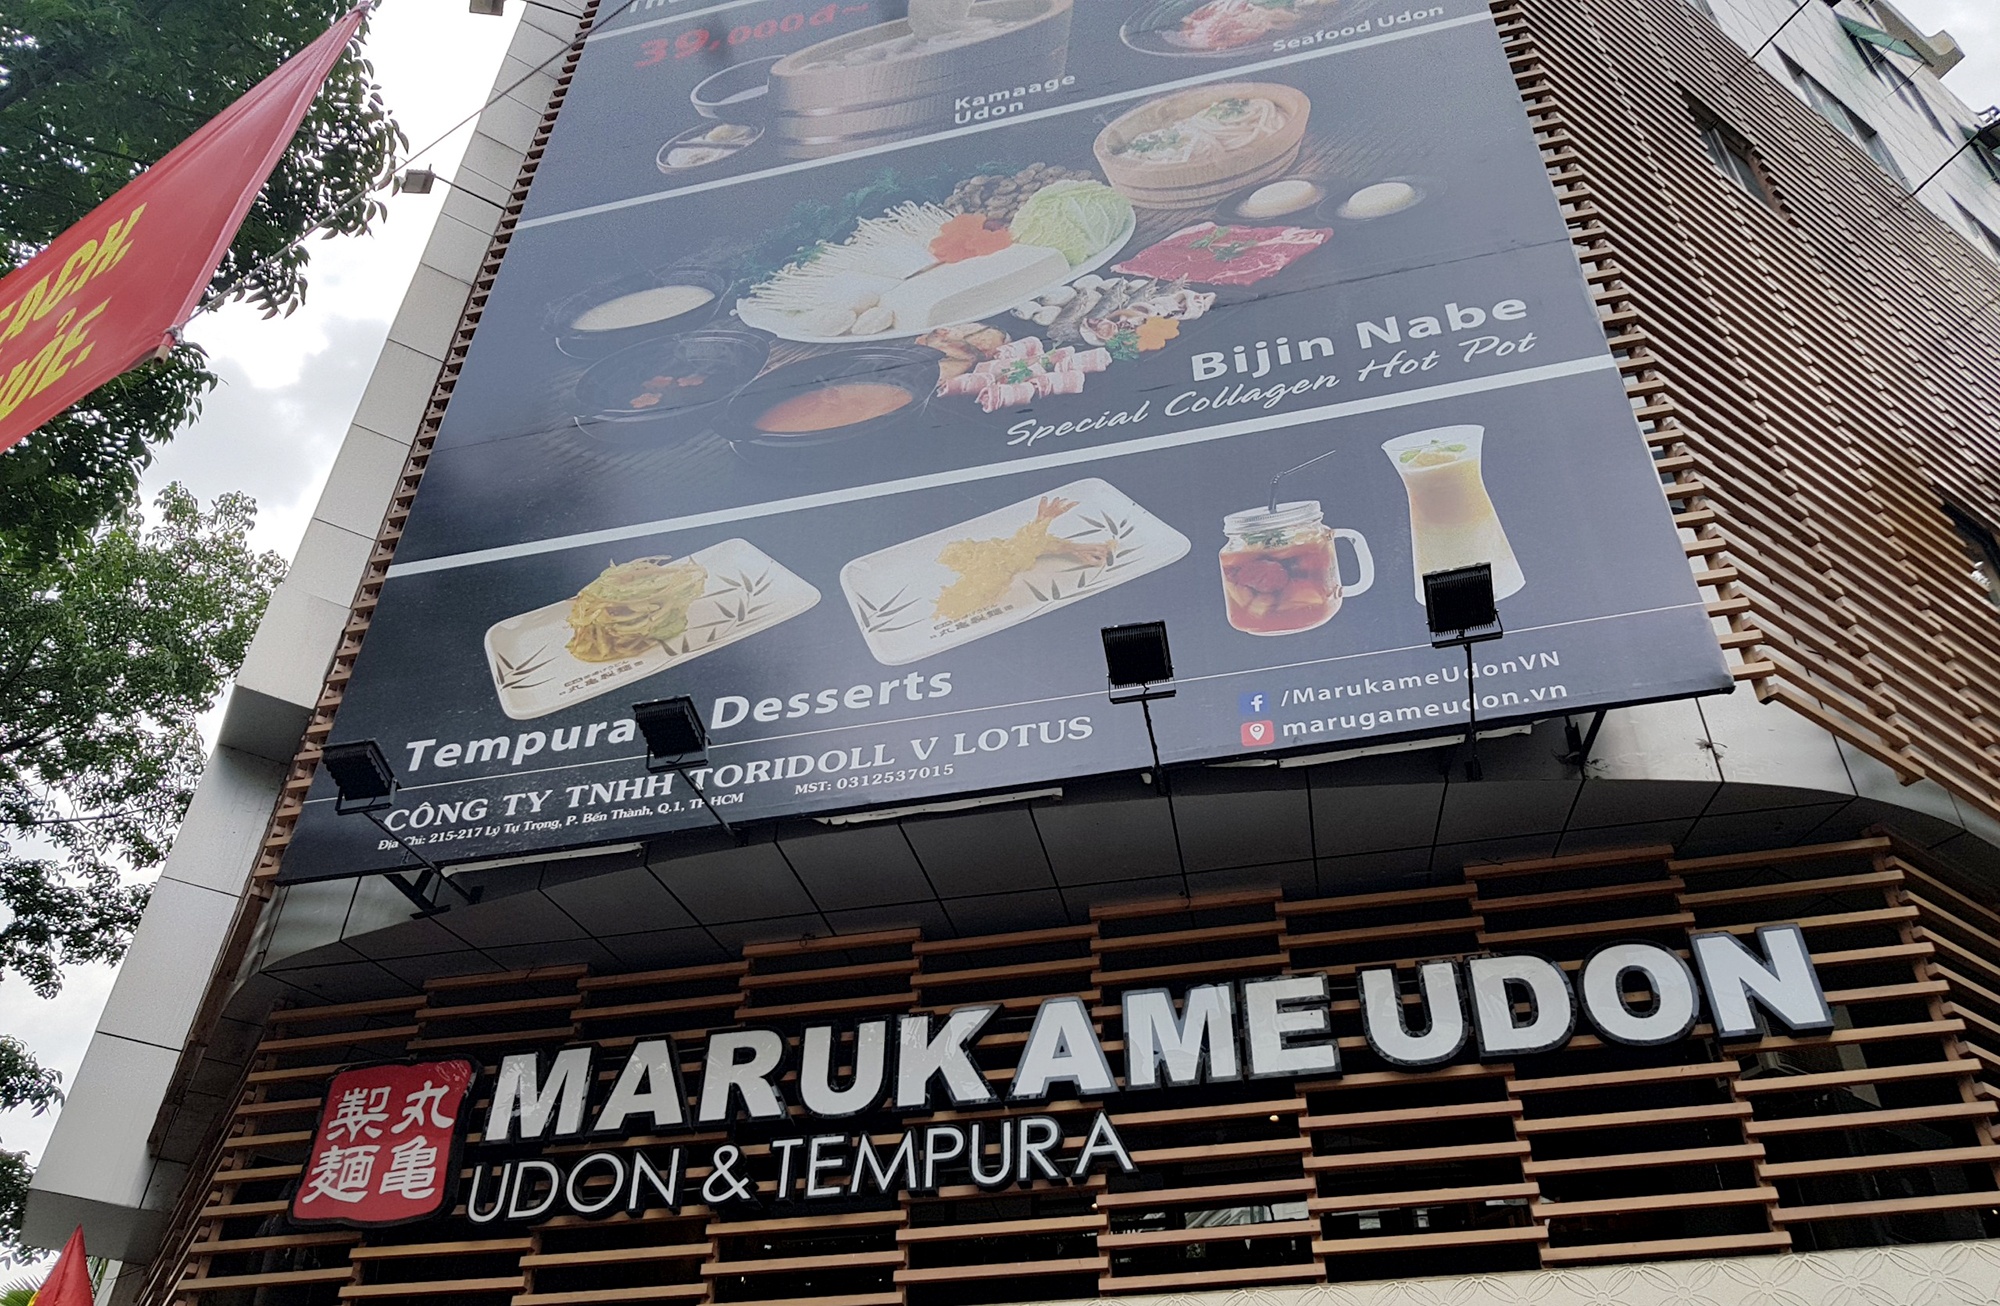 39,000đ~
Seafood Udon
Kamaage
Udon
Bijin Nabe
Special Collagen Hot Pot
Tempura Desserts
/MarukameUdonVN
marugameudon.vn
CÔNG TY TNHH TORIDOLL V LOTUS
Địa Chỉ: 215-217 Lý Tự Trọng, P. Bến Thành, Q.1, TP.HCM
MST: 0312537015
MARUKAME UDON
UDON & TEMPURA
丸亀
製麺